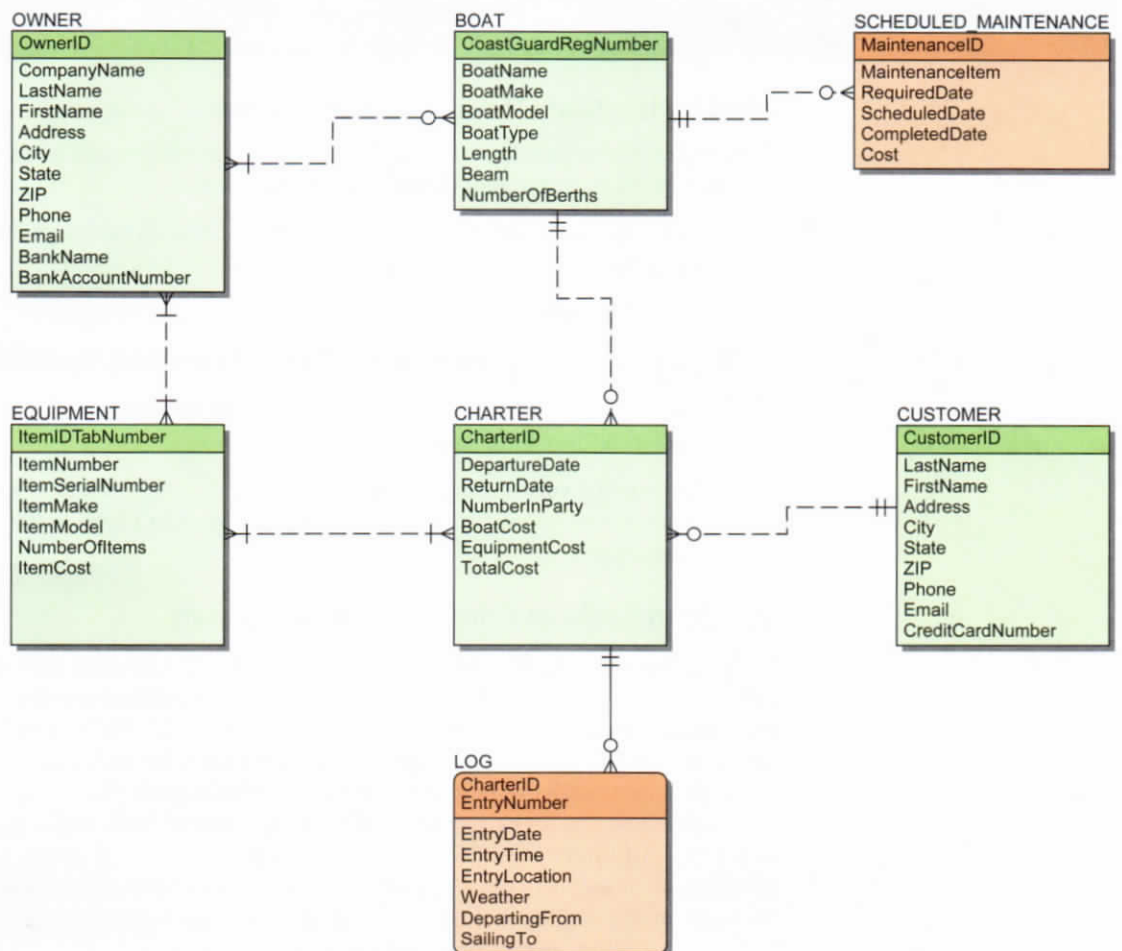 OWNER
OwnerID
CompanyName
LastName
FirstName
Address
City
State
ZIP
Phone
Email
BankName
BankAccountNumber
BOAT
CoastGuardRegNumber
BoatName
BoatMake
BoatModel
BoatType
Length
Beam
NumberOfBerths
SCHEDULED_MAINTENANCE
MaintenanceID
MaintenanceItem
RequiredDate
ScheduledDate
CompletedDate
Cost
EQUIPMENT
ItemIDTabNumber
ItemNumber
ItemSerialNumber
ItemMake
ItemModel
NumberOfItems
ItemCost
CHARTER
CharterID
DepartureDate
ReturnDate
NumberInParty
BoatCost
EquipmentCost
TotalCost
CUSTOMER
CustomerID
LastName
FirstName
Address
City
State
ZIP
Phone
Email
CreditCardNumber
LOG
CharterID
EntryNumber
EntryDate
EntryTime
EntryLocation
Weather
DepartingFrom
SailingTo